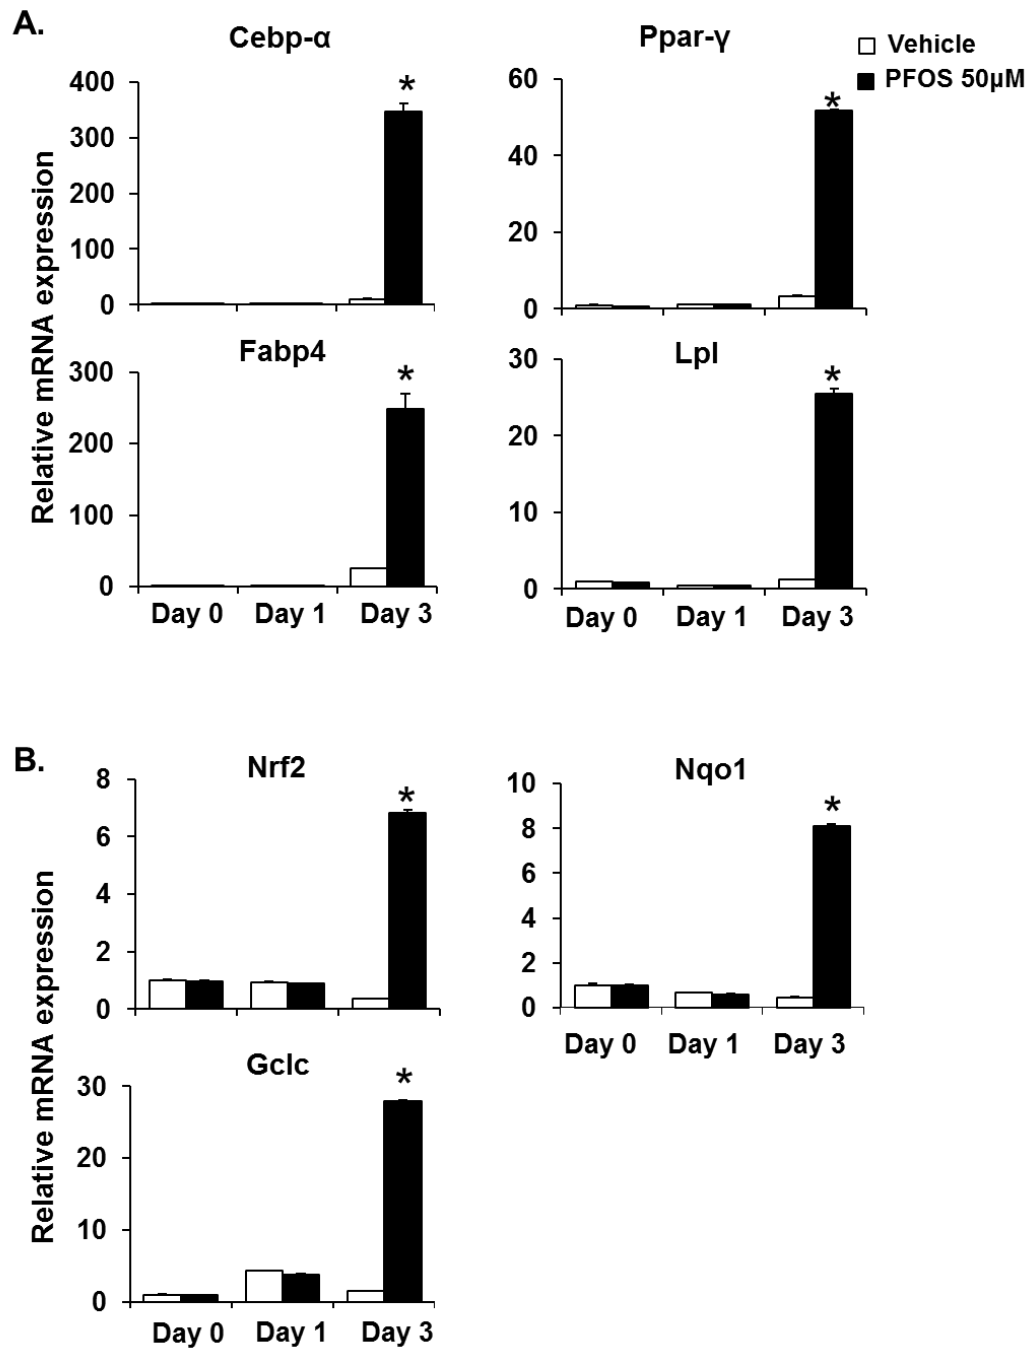 A.
Cebp-α
Ppar-γ
Vehicle
PFOS 50µM
Relative mRNA expression
400
300
200
100
0
*
60
40
20
0
*
Fabp4
Lpl
300
200
100
0
*
Day 0 Day 1 Day 3
30
20
10
0
*
Day 0 Day 1 Day 3
B.
Nrf2
Nqo1
Relative mRNA expression
8
6
4
2
0
*
10
8
6
4
2
0
*
Day 0 Day 1 Day 3
Gclc
30
20
10
0
*
Day 0 Day 1 Day 3